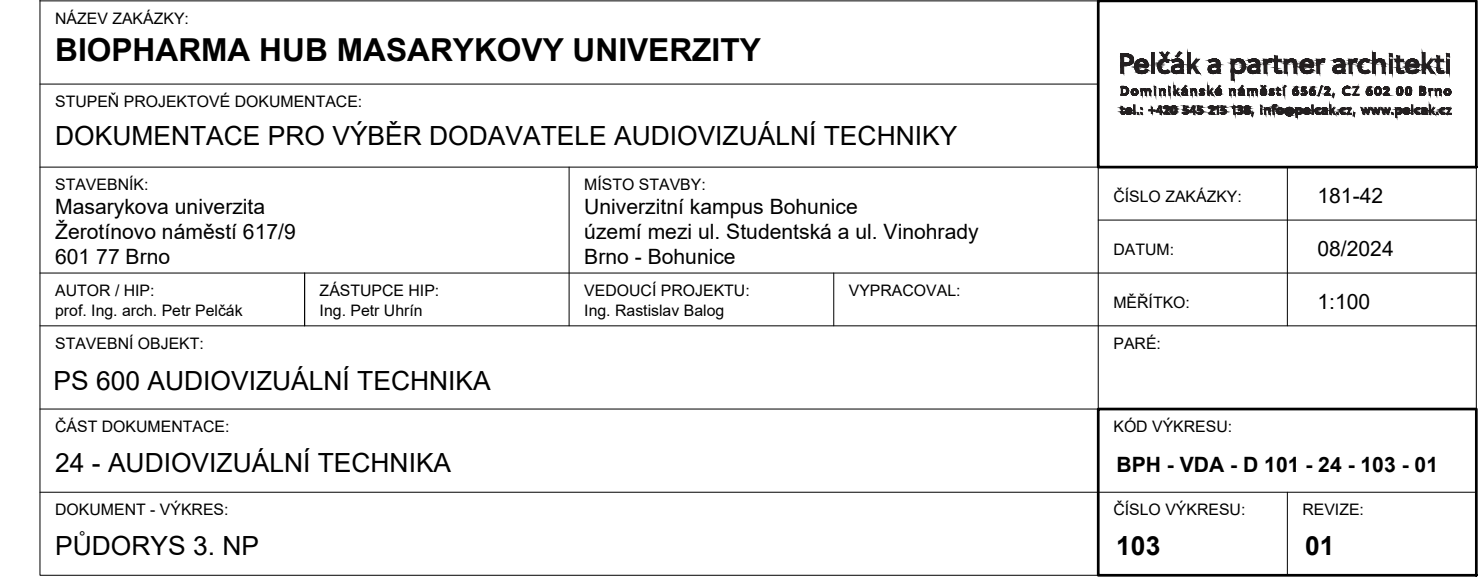 NÁZEV ZAKÁZKY:
BIOPHARMA HUB MASARYKOVY UNIVERZITY
Pelčák a partner architekti
Dominikánské náměstí 656/2, CZ 602 00 Brno
tel.: +420 545 215 138, info@pelcak.cz, www.pelcak.cz
STUPEŇ PROJEKTOVÉ DOKUMENTACE:
DOKUMENTACE PRO VÝBĚR DODAVATELE AUDIOVIZUÁLNÍ TECHNIKY
STAVEBNÍK:
Masarykova univerzita
Žerotínovo náměstí 617/9
601 77 Brno
MÍSTO STAVBY:
Univerzitní kampus Bohunice
území mezi ul. Studentská a ul. Vinohrady
Brno - Bohunice
ČÍSLO ZAKÁZKY: 181-42
DATUM: 08/2024
AUTOR / HIP:
prof. Ing. arch. Petr Pelčák
ZÁSTUPCE HIP:
Ing. Petr Uhrín
VEDOUCÍ PROJEKTU:
Ing. Rastislav Balog
VYPRACOVAL:
MĚŘÍTKO: 1:100
STAVEBNÍ OBJEKT:
PS 600 AUDIOVIZUÁLNÍ TECHNIKA
PARÉ:
ČÁST DOKUMENTACE:
24 - AUDIOVIZUÁLNÍ TECHNIKA
KÓD VÝKRESU:
BPH - VDA - D 101 - 24 - 103 - 01
DOKUMENT - VÝKRES:
PŮDORYS 3. NP
ČÍSLO VÝKRESU:
103
REVIZE:
01